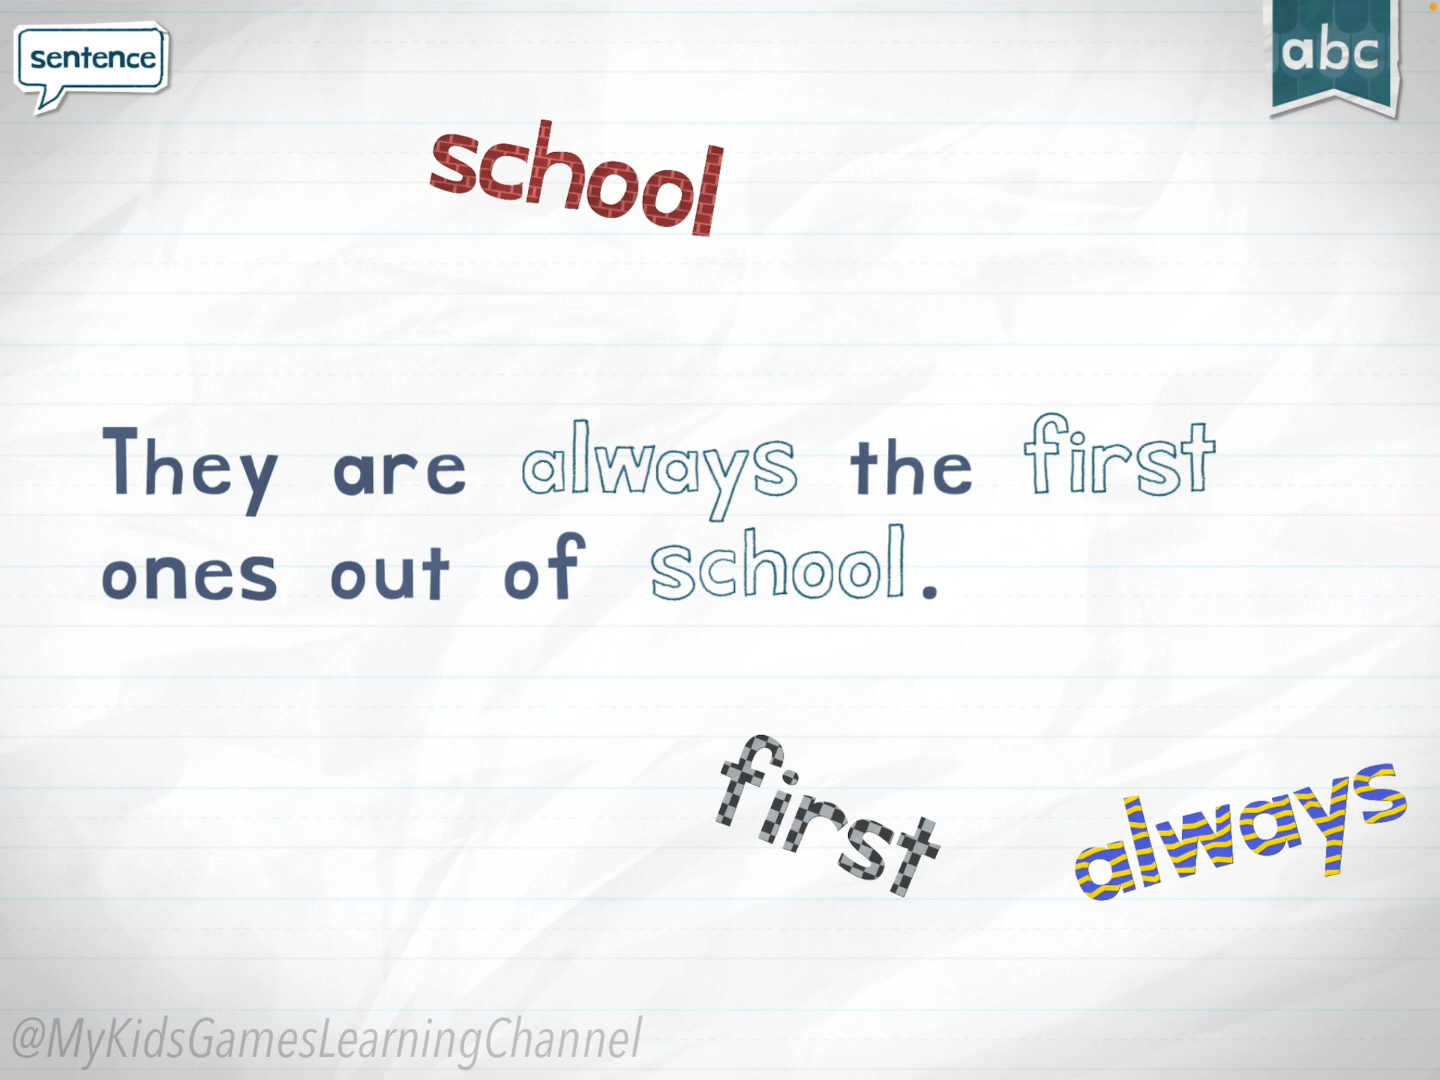 sentence
abc
school
They are always the first
ones out of school.
first
always
@MyKidsGamesLearningChannel